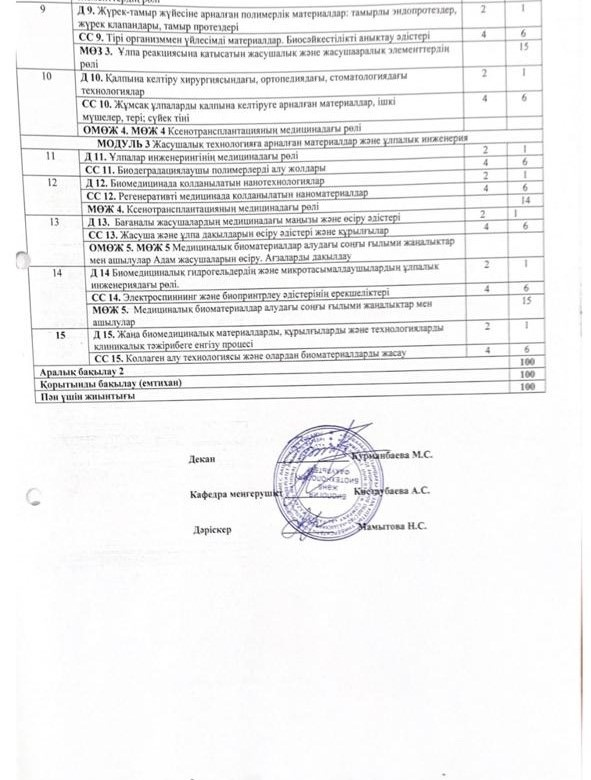 9 Д 9. Жүрек-тамыр жүйесіне арналған полимерлік материалдар: тамырлы эндопротездер, 2 1
жүрек клапандары, тамыр протездері
СС 9. Тірі организммен үйлесімді материалдар. Биосәйкестілікті анықтау әдістері 4 6
МӨЗ 3. Ұлпа реакциясына қатысатын жасушалық және жасушааралық элементтердің 15
рөлі
10 Д 10. Қалпына келтіру хирургиясындағы, ортопедиядағы, стоматологиядағы 2 1
технологиялар
СС 10. Жұмсақ ұлпаларды қалпына келтіруге арналған материалдар, ішкі 4 6
мүшелер, тері; сүйек тіні
ОМӨЖ 4. МӨЖ 4 Ксенотрансплантацияның медицинадағы рөлі
МОДУЛЬ 3 Жасушалық технологияға арналған материалдар және ұлпалық инженерия
11 Д 11. Ұлпалар инженерингінің медицинадағы рөлі 2 1
СС 11. Биодеградациялаушы полимерлерді алу жолдары 4 6
12 Д 12. Биомедицинада қолданылатын нанотехнологиялар 2 1
СС 12. Регенеративті медицинада қолданылатын наноматериалдар 4 6
МӨЖ 4. Ксенотрансплантацияның медицинадағы рөлі 14
13 Д 13. Бағаналы жасушалардың медицинадағы маңызы және өсіру әдістері 2 1
СС 13. Жасуша және ұлпа дақылдарын өсіру әдістері және құрылғылар 4 6
ОМӨЖ 5. МӨЖ 5 Медициналық биоматериалдар алудағы соңғы ғылыми жаңалықтар
мен ашылулар Адам жасушаларын өсіру. Ағзаларды дақылдау
14 Д 14 Биомедициналық гидрогельдердің және микротасымалдаушылардың ұлпалық 2 1
инженериядағы рөлі.
СС 14. Электроспиннинг және биопринтрлеу әдістерінің ерекшеліктері 4 6
МӨЖ 5. Медициналық биоматериалдар алудағы соңғы ғылыми жаңалықтар мен 15
ашылулар
15 Д 15. Жаңа биомедициналық материалдарды, құрылғыларды және технологияларды 2 1
клиникалық тәжірибеге енгізу процесі
СС 15. Коллаген алу технологиясы және олардан биоматериалдарды жасау 4 6
Аралық бақылау 2 100
Қорытынды бақылау (емтихан) 100
Пән үшін жиынтығы 100
Декан Курманбаева М.С.
Кафедра меңгерушісі Кистаубаева А.С.
Дәріскер Мамытова Н.С.
БИОЛОГИЯ
ЖӘНЕ
БИОТЕХНОЛОГИЯ
ФАКУЛЬТЕТІ